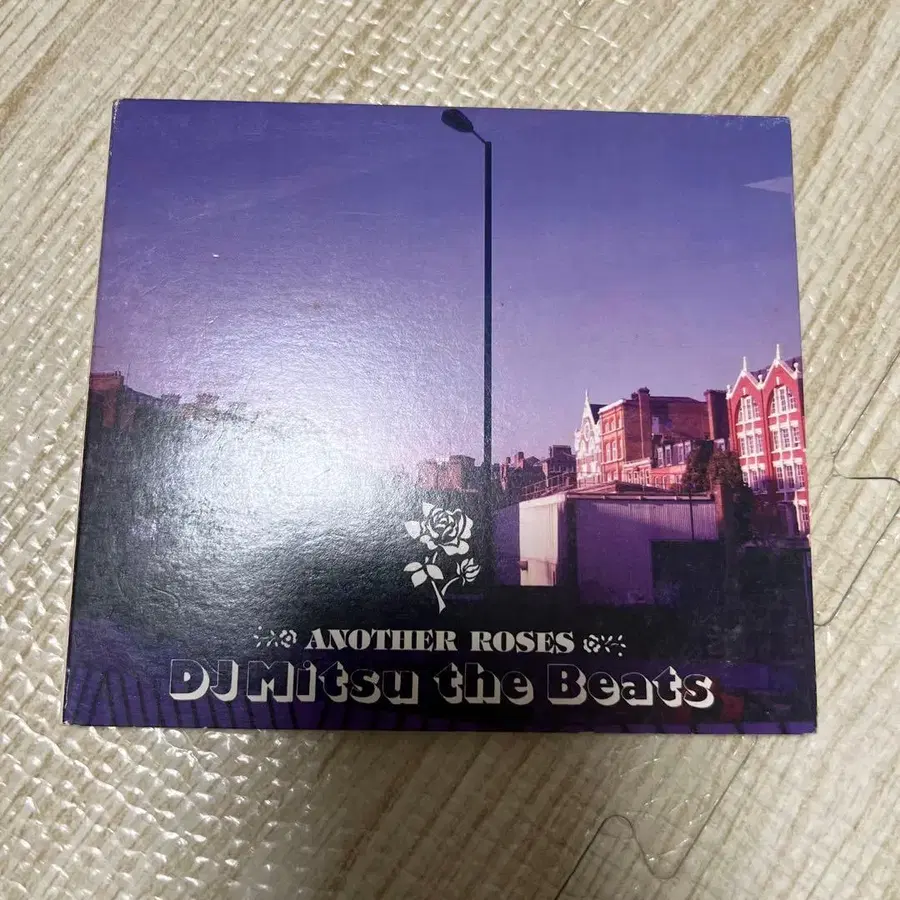 ANOTHER ROSES
DJ Mitsu the Beats